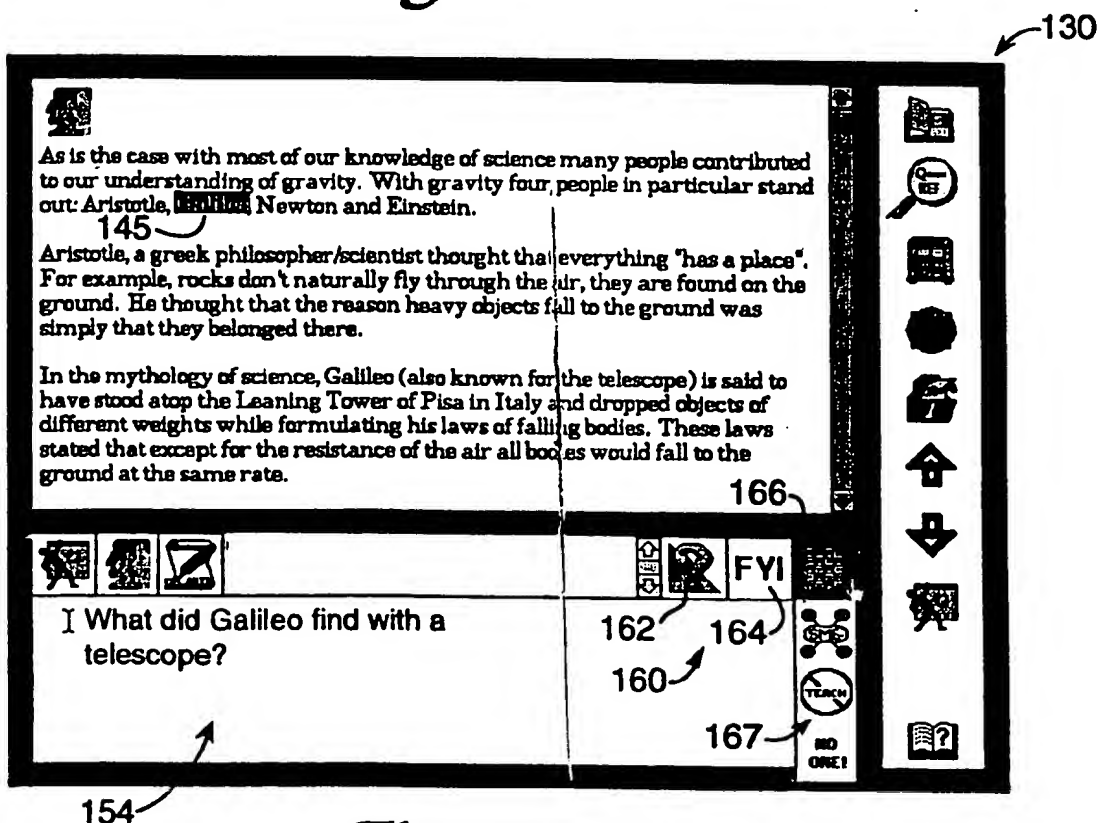 130
As is the case with most of our knowledge of science many people contributed
to our understanding of gravity. With gravity four people in particular stand
out: Aristotle, Newton and Einstein.
145
Aristotle, a greek philosopher/scientist thought that everything "has a place".
For example, rocks don't naturally fly through the air, they are found on the
ground. He thought that the reason heavy objects fall to the ground was
simply that they belonged there.
In the mythology of science, Galileo (also known for the telescope) is said to
have stood atop the Leaning Tower of Pisa in Italy and dropped objects of
different weights while formulating his laws of falling bodies. These laws
stated that except for the resistance of the air all bodies would fall to the
ground at the same rate.
REF
166
FYI
What did Galileo find with a
telescope?
162
164
160
SMS
TEACH
167
NO
ONE!
?
154